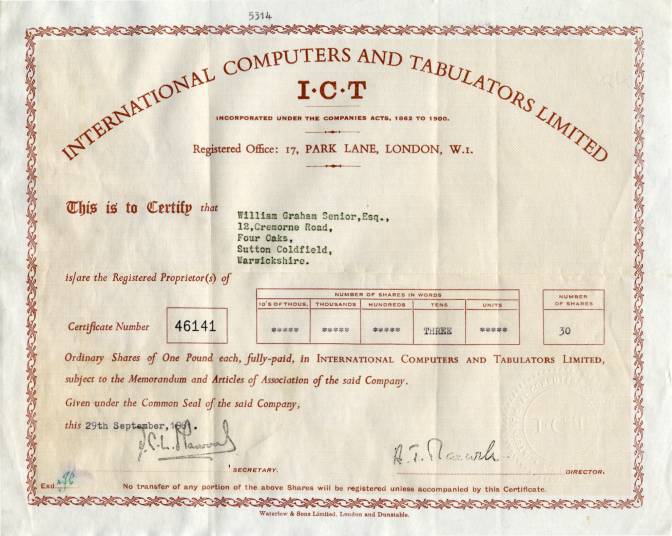 5314
INTERNATIONAL COMPUTERS AND TABULATORS LIMITED
I·C·T
INCORPORATED UNDER THE COMPANIES ACTS, 1862 TO 1900.
Registered Office: 17, PARK LANE, LONDON, W.1.
This is to Certify that
William Graham Senior,Esq.,
12,Cremorne Road,
Four Oaks,
Sutton Coldfield,
Warwickshire.
is/are the Registered Proprietor(s) of
NUMBER OF SHARES IN WORDS
10'S OF THOUS. THOUSANDS HUNDREDS TENS UNITS
NUMBER OF SHARES
Certificate Number 46141 ***** ***** ***** THREE ***** 30
Ordinary Shares of One Pound each, fully-paid, in INTERNATIONAL COMPUTERS AND TABULATORS LIMITED,
subject to the Memorandum and Articles of Association of the said Company.
Given under the Common Seal of the said Company,
this 29th September,
SECRETARY.
DIRECTOR.
Exd.
No transfer of any portion of the above Shares will be registered unless accompanied by this Certificate.
Waterlow & Sons Limited, London and Dunstable.